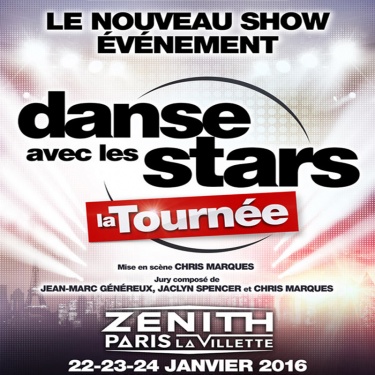 LE NOUVEAU SHOW
ÉVÉNEMENT
danse
avec les stars
la Tournée
Mise en scène CHRIS MARQUES
Jury composé de
JEAN-MARC GÉNÉREUX, JACLYN SPENCER et CHRIS MARQUES
ZENITH
PARIS LA VILLETTE
22-23-24 JANVIER 2016